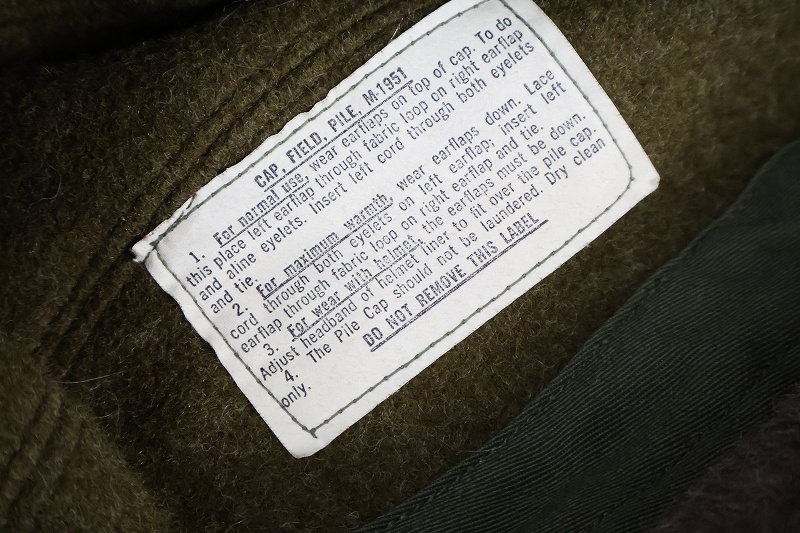 CAP, FIELD, PILE, M-1951
1. For normal use, wear earflaps on top of cap. To do
this place left earflap through fabric loop on right earflap
and aline eyelets. Insert left cord through both eyelets
and tie.
2. For maximum warmth, wear earflaps down. Lace
cord through both eyelets on left earflap; insert left
earflap through fabric loop on right earflap and tie.
3. For wear with helmet the earflaps must be down.
Adjust headband of helmet liner to fit over the pile cap.
4. The Pile Cap should not be laundered. Dry clean
only.
DO NOT REMOVE THIS LABEL